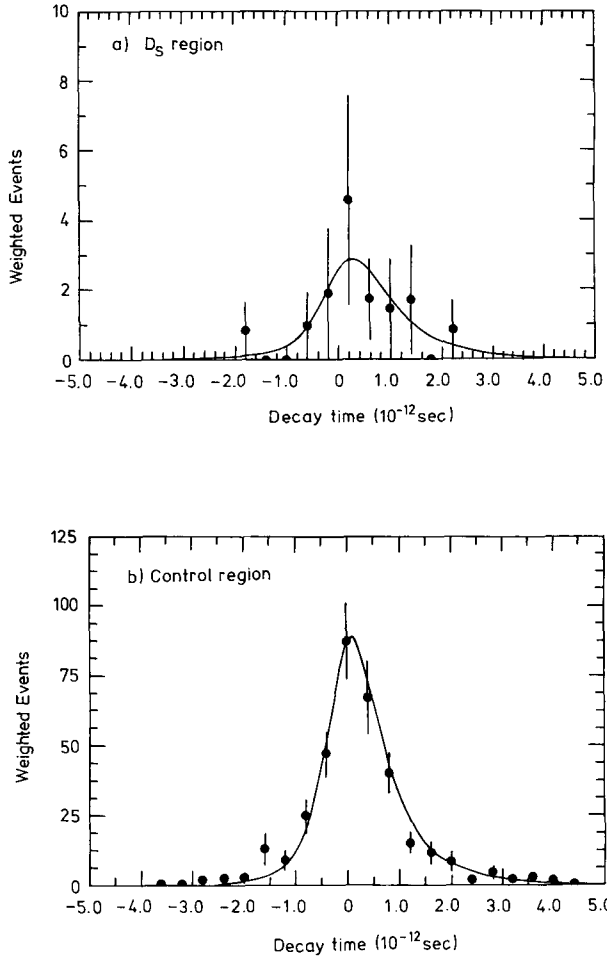 10
8
6
4
2
0
Weighted Events
a) D_S region
−5.0 −4.0 −3.0 −2.0 −1.0 0 1.0 2.0 3.0 4.0 5.0
Decay time (10⁻¹² sec)
125
100
75
50
25
0
Weighted Events
b) Control region
−5.0 −4.0 −3.0 −2.0 −1.0 0 1.0 2.0 3.0 4.0 5.0
Decay time (10⁻¹² sec)